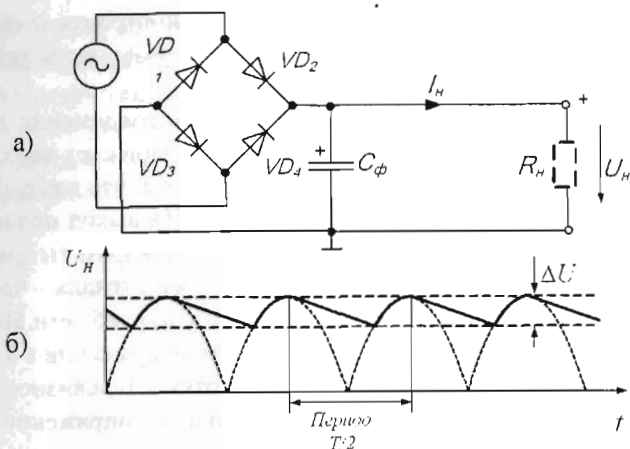 VD
1
VD2
VD3
VD4
a)
+
Cф
Iн
+
Rн
Uн
Uн
ΔU
б)
Период
T/2
t